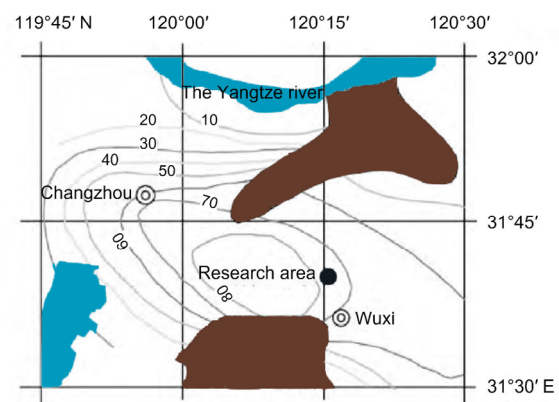 119°45′ N 120°00′ 120°15′ 120°30′
32°00′
The Yangtze river
20
10
30
40
50
Changzhou
70
31°45′
60
Research area
80
Wuxi
31°30′ E